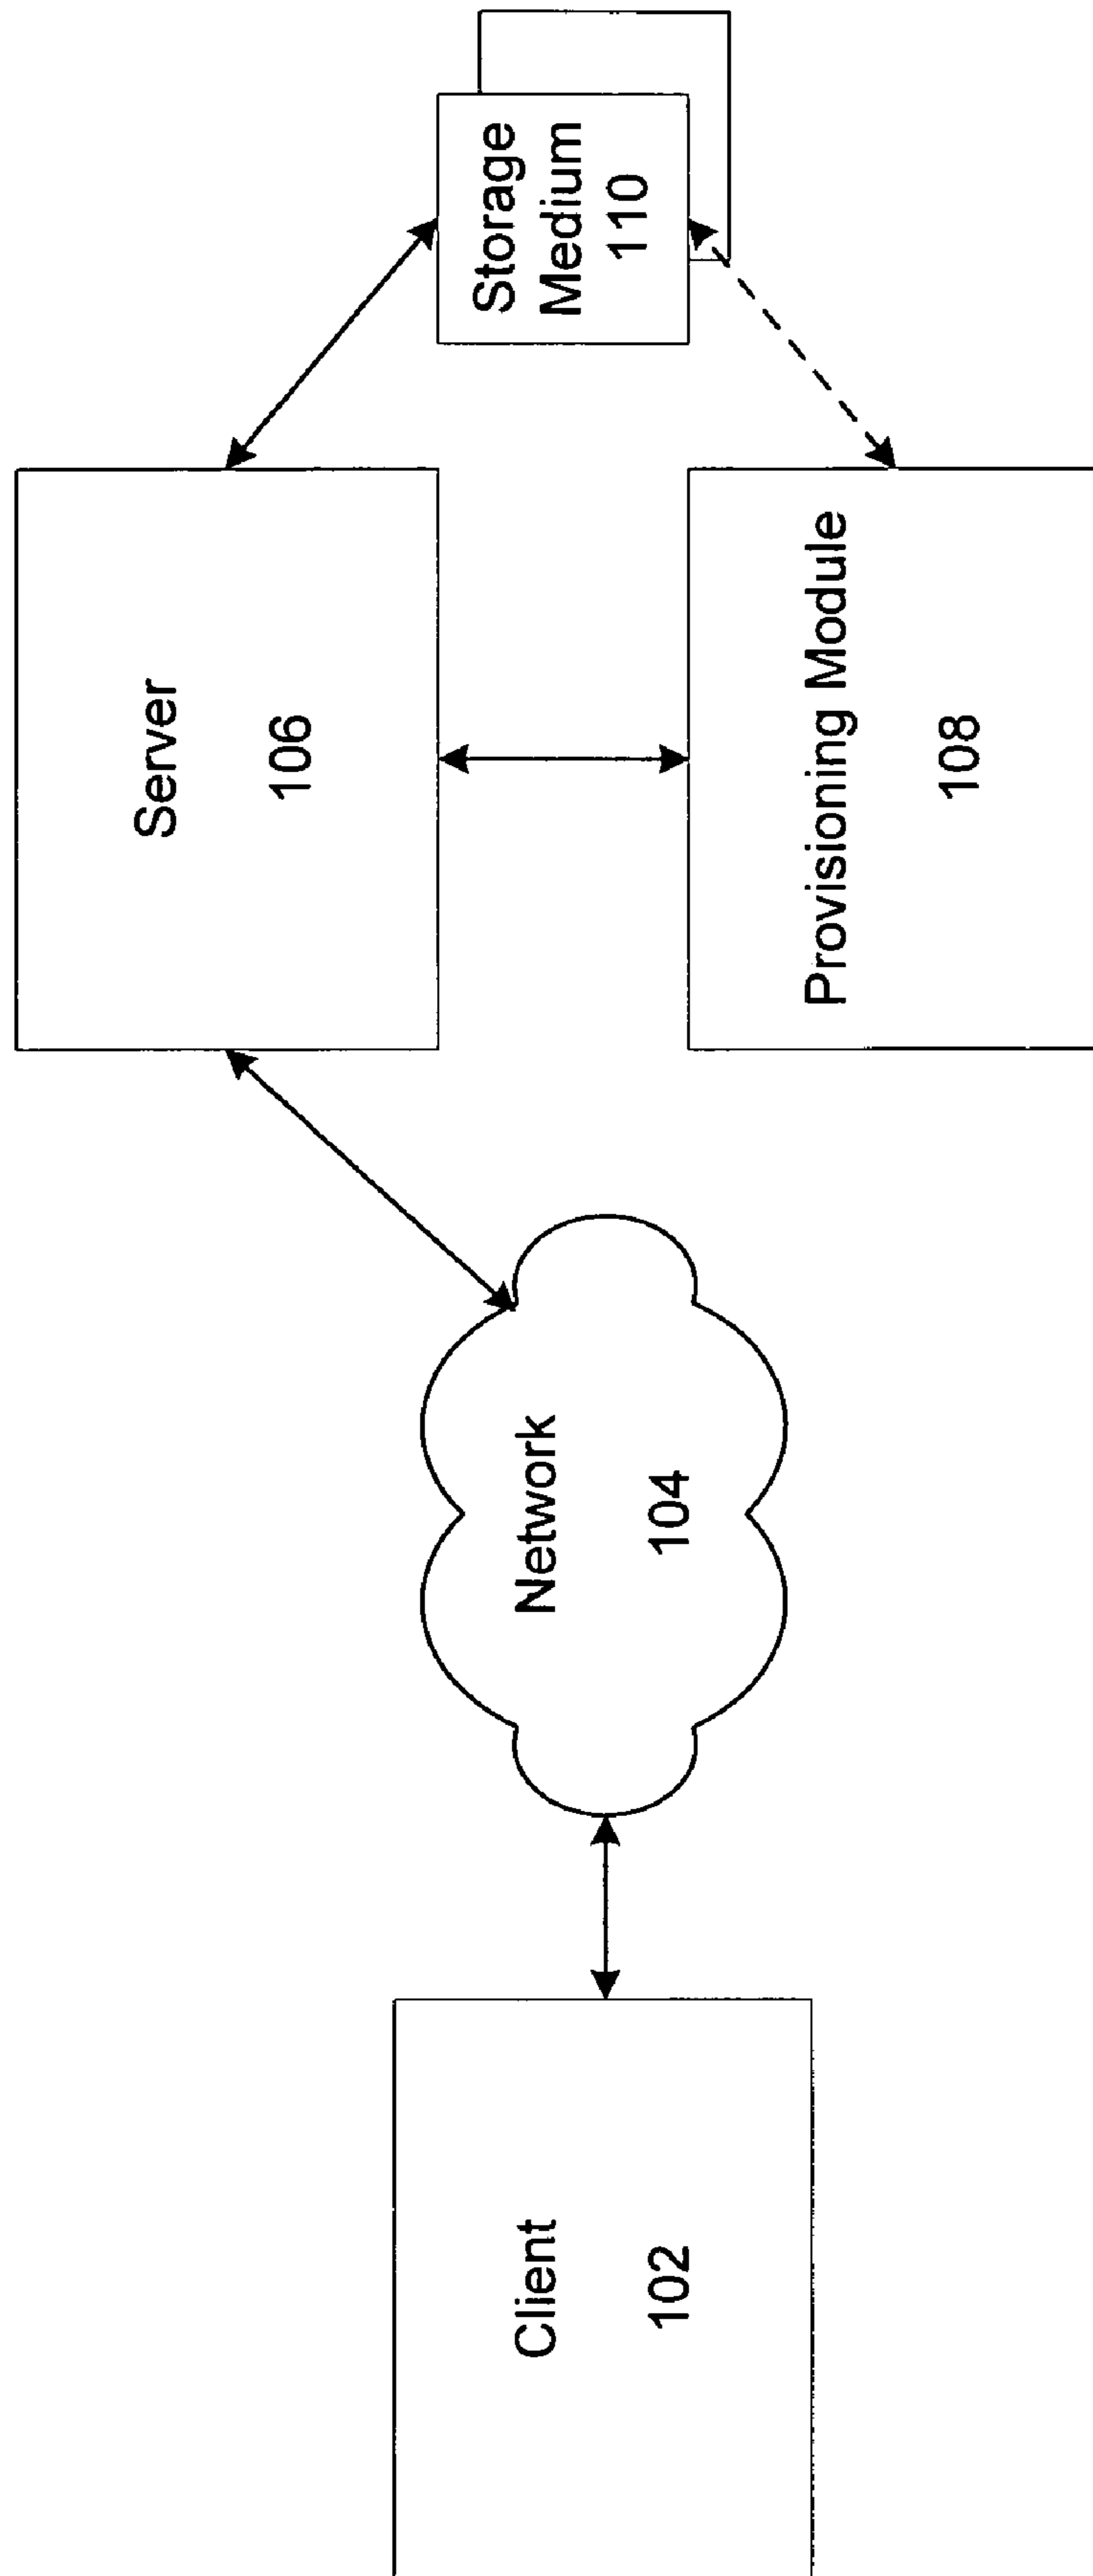 Client
102
Network
104
Server
106
Provisioning Module
108
Storage
Medium
110